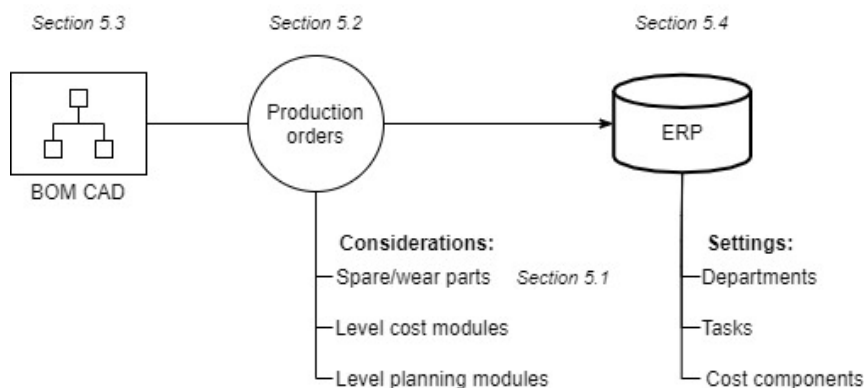 Section 5.3 Section 5.2 Section 5.4
Production
orders
ERP
BOM CAD
Considerations: Settings:
Spare/wear parts Section 5.1 Departments
Level cost modules Tasks
Level planning modules Cost components